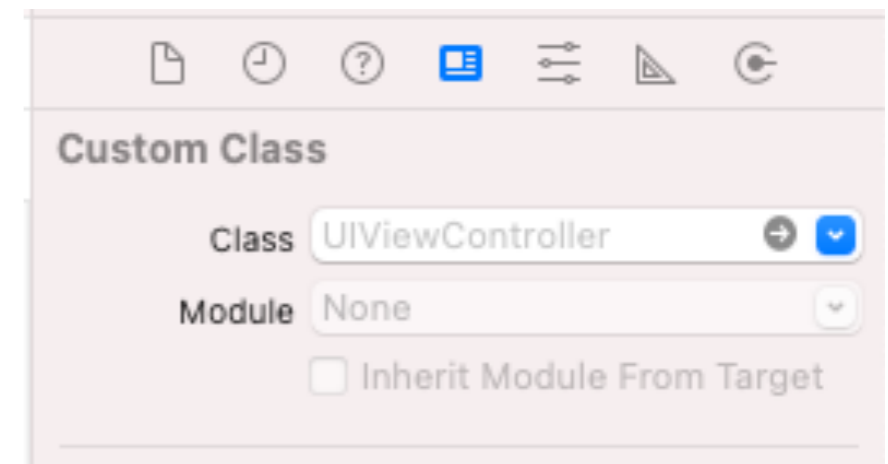 Custom Class
Class UIViewController
Module None
Inherit Module From Target